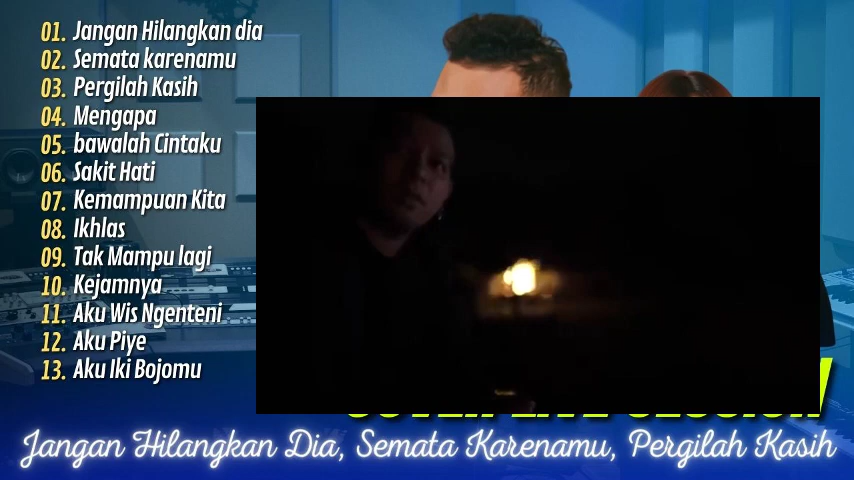 01. Jangan Hilangkan dia
02. Semata karenamu
03. Pergilah Kasih
04. Mengapa
05. bawalah Cintaku
06. Sakit Hati
07. Kemampuan Kita
08. Ikhlas
09. Tak Mampu lagi
10. Kejamnya
11. Aku Wis Ngenteni
12. Aku Piye
13. Aku Iki Bojomu
Jangan Hilangkan Dia, Semata Karenamu, Pergilah Kasih